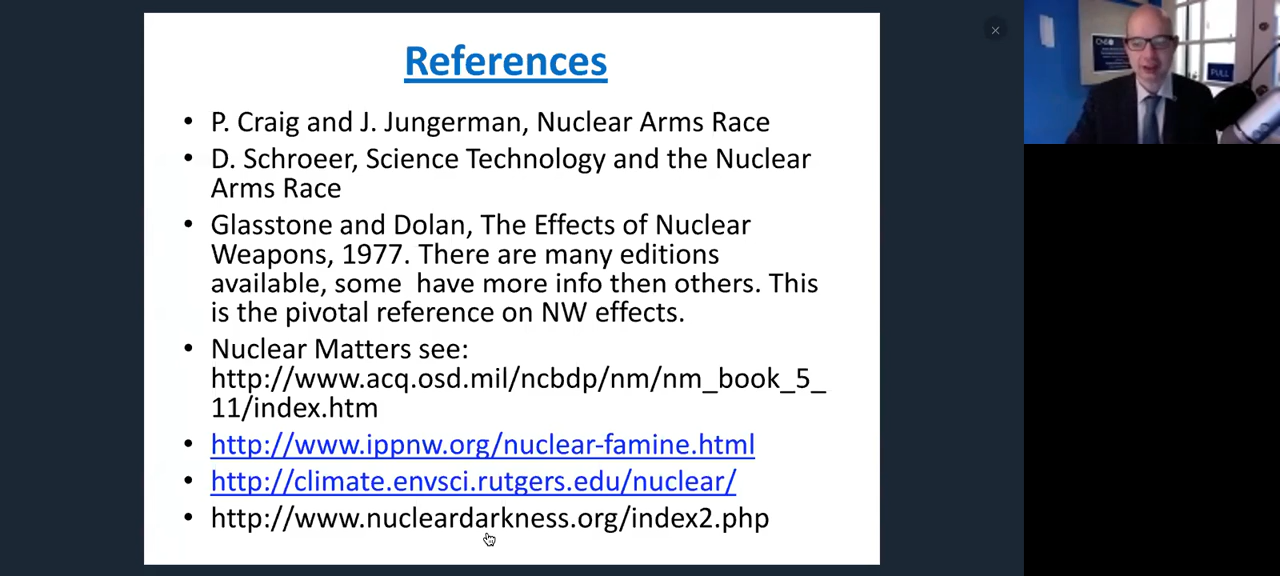 References
• P. Craig and J. Jungerman, Nuclear Arms Race
• D. Schroeer, Science Technology and the Nuclear
Arms Race
• Glasstone and Dolan, The Effects of Nuclear
Weapons, 1977. There are many editions
available, some have more info then others. This
is the pivotal reference on NW effects.
• Nuclear Matters see:
http://www.acq.osd.mil/ncbdp/nm/nm_book_5_
11/index.htm
• http://www.ippnw.org/nuclear-famine.html
• http://climate.envsci.rutgers.edu/nuclear/
• http://www.nucleardarkness.org/index2.php
PULL